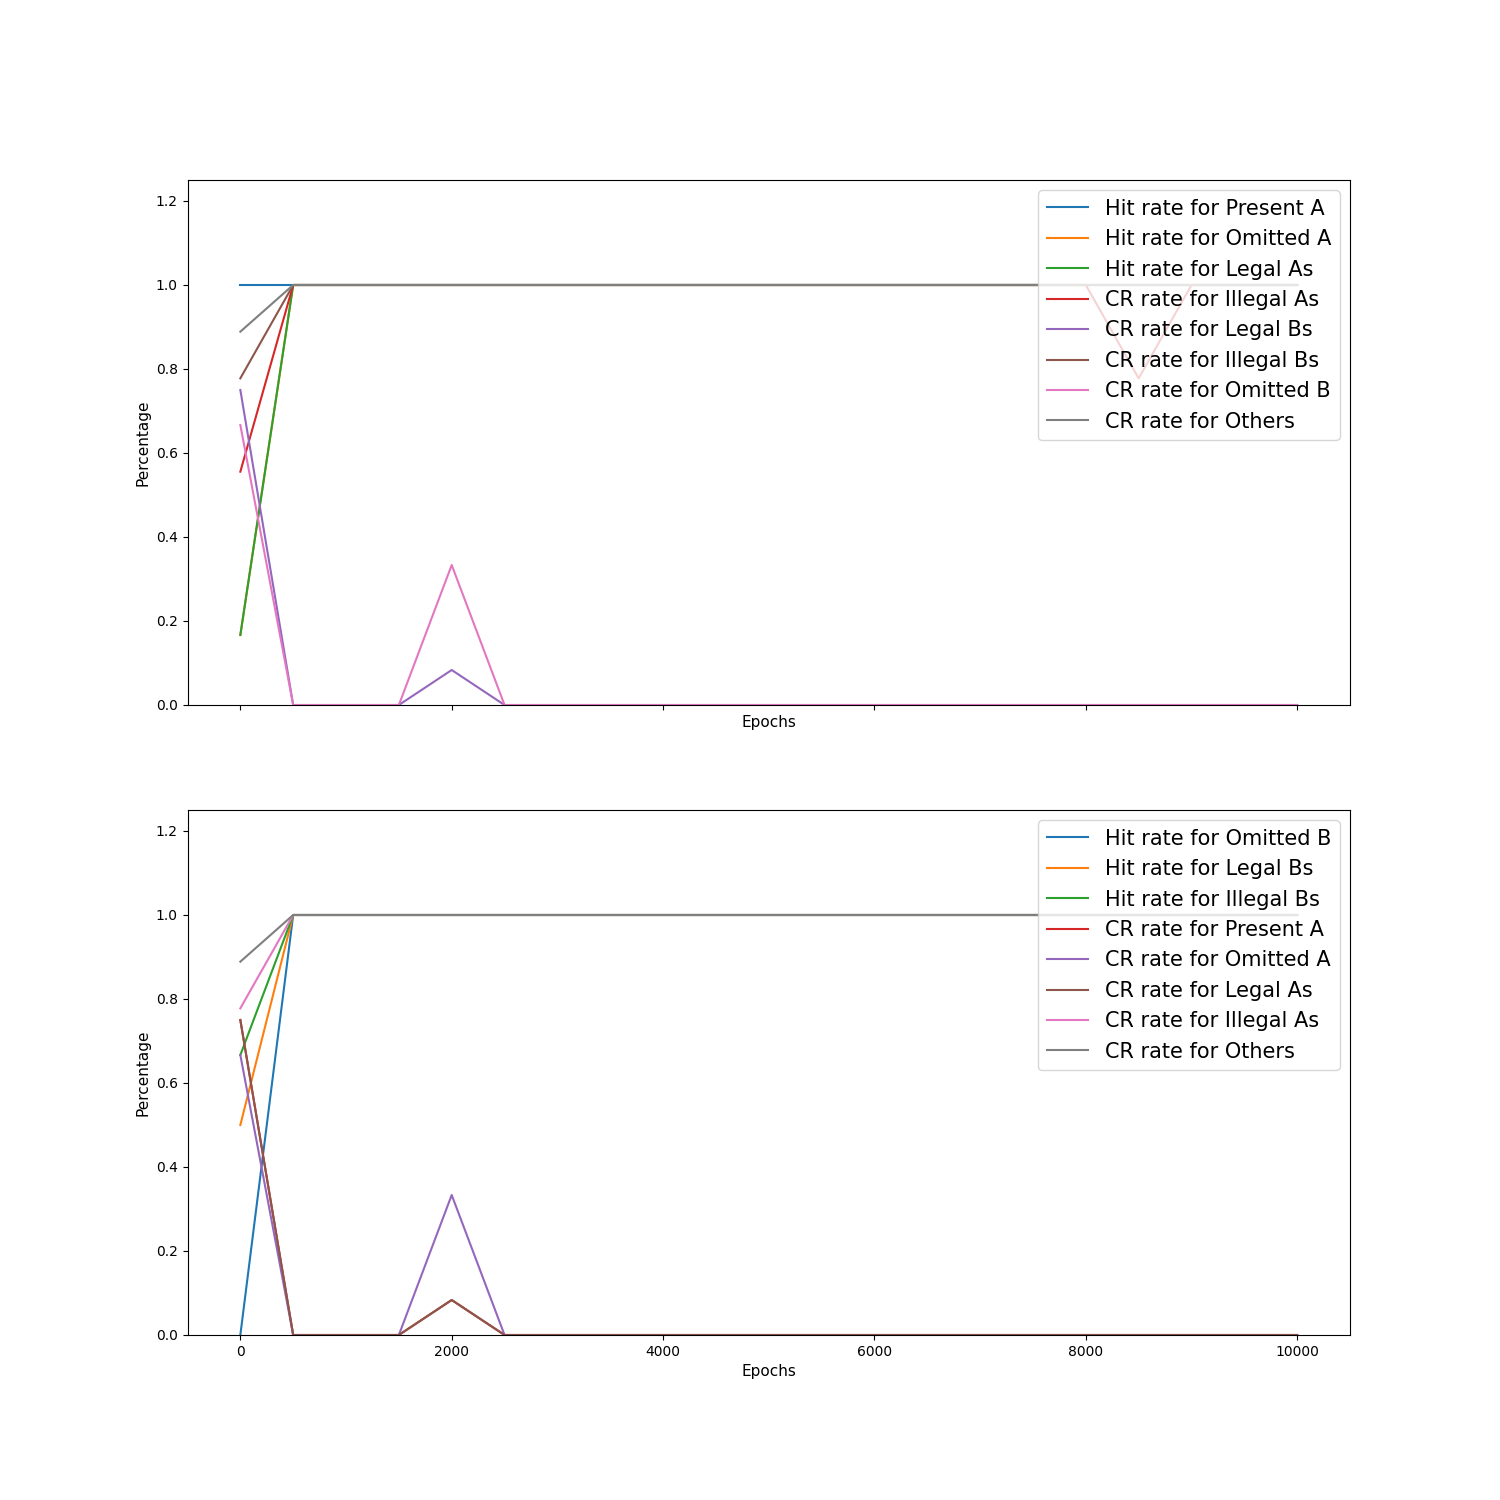 1.2
1.0
0.8
0.6
0.4
0.2
0.0
Percentage
Epochs
Hit rate for Present A
Hit rate for Omitted A
Hit rate for Legal As
CR rate for Illegal As
CR rate for Legal Bs
CR rate for Illegal Bs
CR rate for Omitted B
CR rate for Others
1.2
1.0
0.8
0.6
0.4
0.2
0.0
Percentage
0 2000 4000 6000 8000 10000
Epochs
Hit rate for Omitted B
Hit rate for Legal Bs
Hit rate for Illegal Bs
CR rate for Present A
CR rate for Omitted A
CR rate for Legal As
CR rate for Illegal As
CR rate for Others